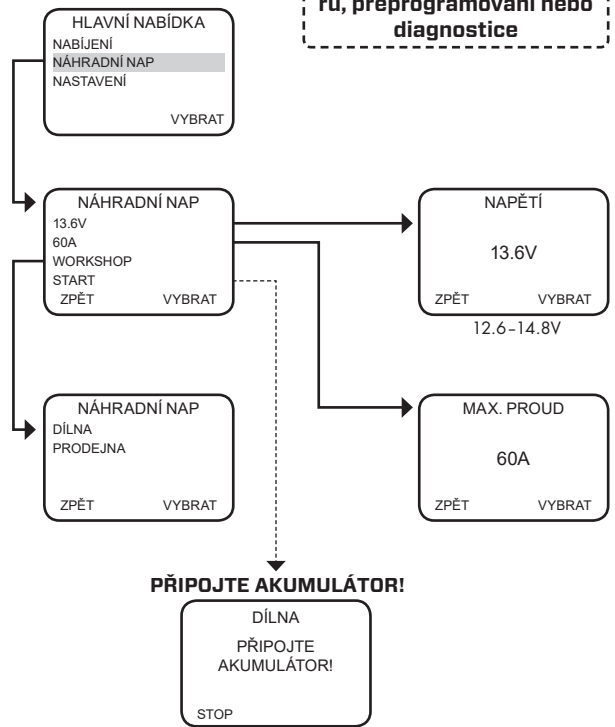 rů, přeprogramování nebo
diagnostice
HLAVNÍ NABÍDKA
NABÍJENÍ
NÁHRADNÍ NAP
NASTAVENÍ
VYBRAT
NÁHRADNÍ NAP
13.6V
60A
WORKSHOP
START
ZPĚT VYBRAT
NAPĚTÍ
13.6V
ZPĚT VYBRAT
12.6–14.8V
NÁHRADNÍ NAP
DÍLNA
PRODEJNA
ZPĚT VYBRAT
MAX. PROUD
60A
ZPĚT VYBRAT
PŘIPOJTE AKUMULÁTOR!
DÍLNA
PŘIPOJTE
AKUMULÁTOR!
STOP